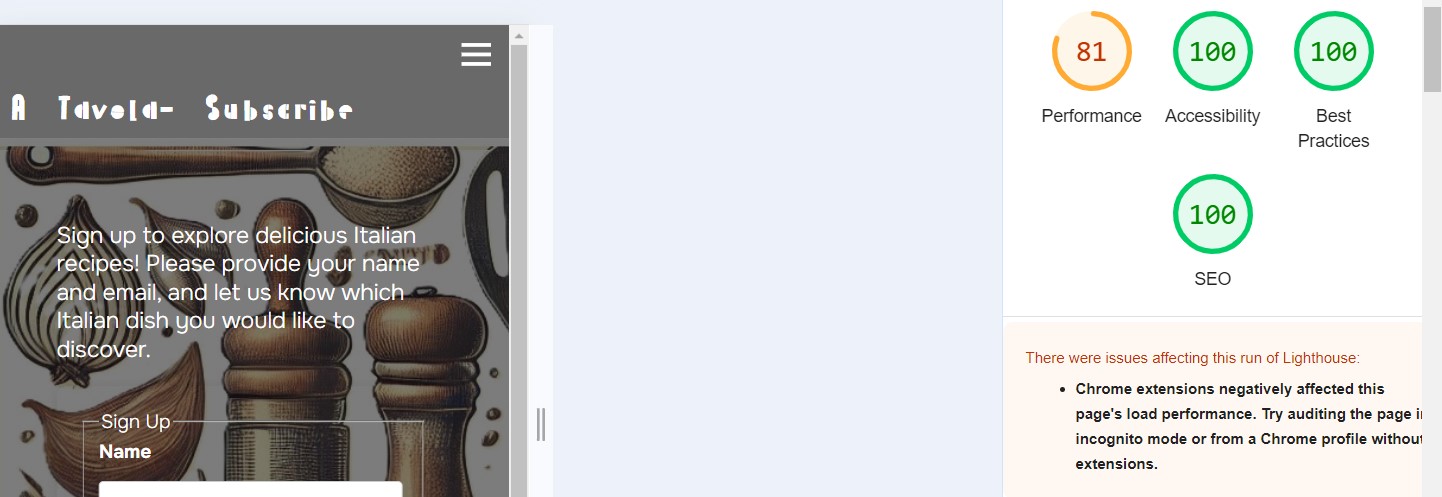 A Tavola- Subscribe
Sign up to explore delicious Italian
recipes! Please provide your name
and email, and let us know which
Italian dish you would like to
discover.
Sign Up
Name
81
100
100
Performance
Accessibility
Best
Practices
100
SEO
There were issues affecting this run of Lighthouse:
• Chrome extensions negatively affected this
page's load performance. Try auditing the page i
incognito mode or from a Chrome profile without
extensions.